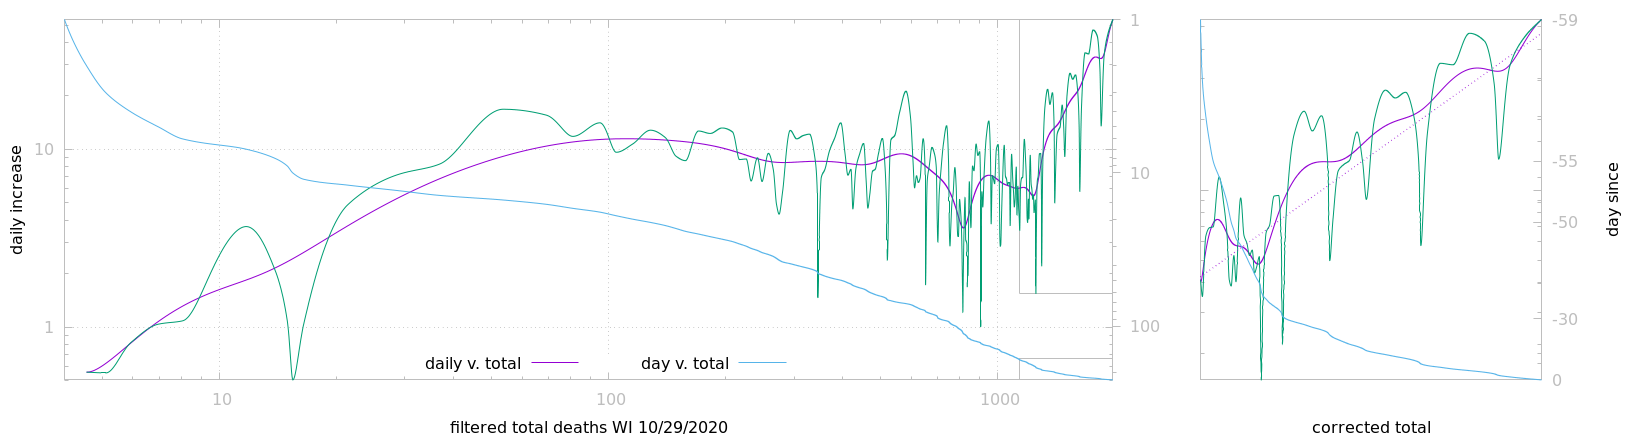 daily increase
10
1
daily v. total
day v. total
10
100
1000
filtered total deaths WI 10/29/2020
1
10
100
-59
-55
-50
-30
0
day since
corrected total